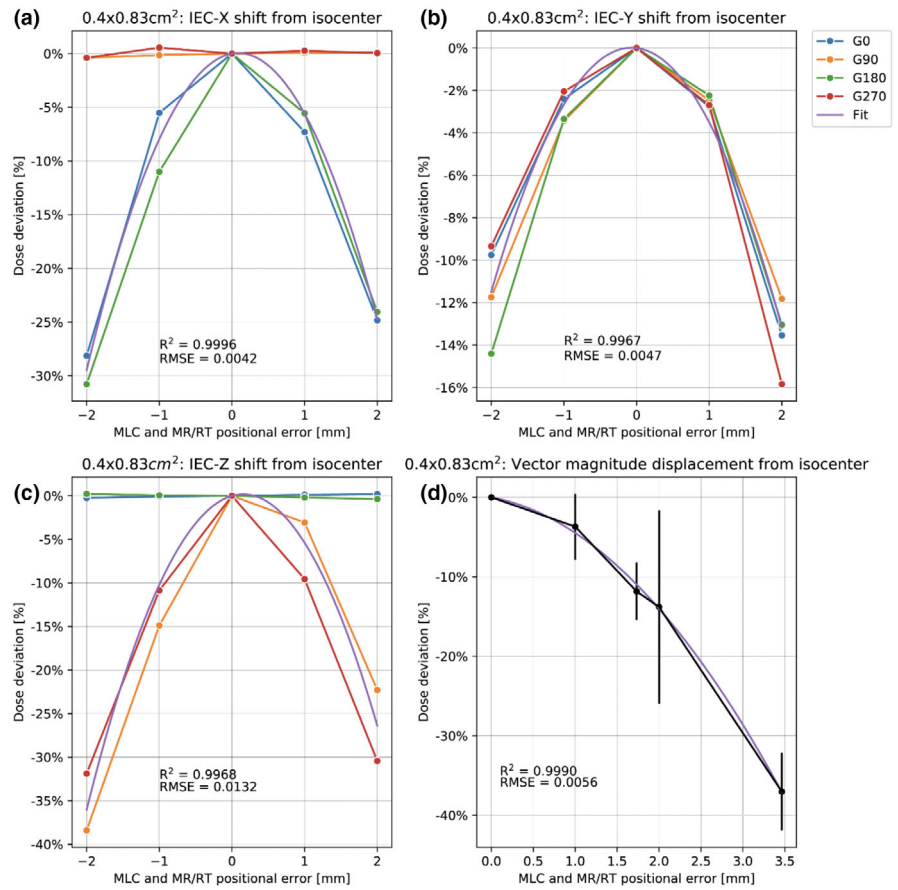 (a) 0.4x0.83cm²: IEC-X shift from isocenter
0%
−5%
−10%
−15%
−20%
−25%
−30%
Dose deviation [%]
R² = 0.9996
RMSE = 0.0042
−2 −1 0 1 2
MLC and MR/RT positional error [mm]
(b) 0.4x0.83cm²: IEC-Y shift from isocenter
0%
−2%
−4%
−6%
−8%
−10%
−12%
−14%
−16%
Dose deviation [%]
R² = 0.9967
RMSE = 0.0047
−2 −1 0 1 2
MLC and MR/RT positional error [mm]
G0
G90
G180
G270
Fit
(c) 0.4x0.83cm²: IEC-Z shift from isocenter
0%
−5%
−10%
−15%
−20%
−25%
−30%
−35%
−40%
Dose deviation [%]
R² = 0.9968
RMSE = 0.0132
−2 −1 0 1 2
MLC and MR/RT positional error [mm]
(d) 0.4x0.83cm²: Vector magnitude displacement from isocenter
0%
−10%
−20%
−30%
−40%
Dose deviation [%]
R² = 0.9990
RMSE = 0.0056
0.0 0.5 1.0 1.5 2.0 2.5 3.0 3.5
MLC and MR/RT positional error [mm]